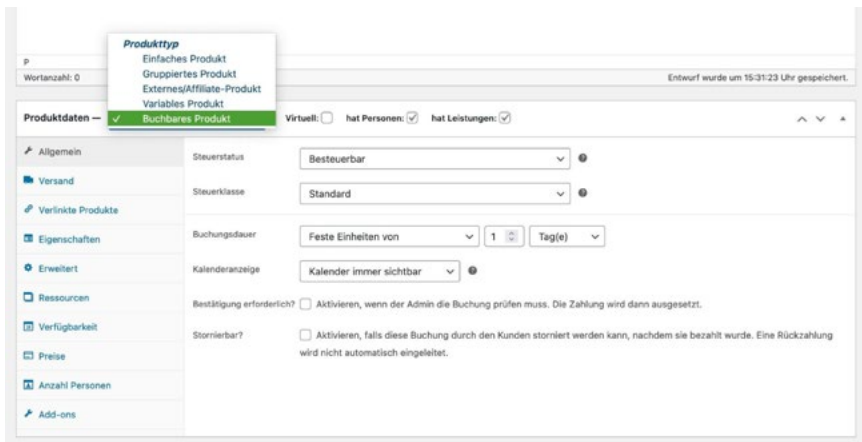 Produkttyp
Einfaches Produkt
Gruppiertes Produkt
Externes/Affiliate-Produkt
Variables Produkt
✓ Buchbares Produkt
P
Wortanzahl: 0
Entwurf wurde um 15:31:23 Uhr gespeichert.
Produktdaten —
Virtuell:
hat Personen:
hat Leistungen:
Allgemein
Versand
Verlinkte Produkte
Eigenschaften
Erweitert
Ressourcen
Verfügbarkeit
Preise
Anzahl Personen
Add-ons
Steuerstatus
Besteuerbar
Steuerklasse
Standard
Buchungsdauer
Feste Einheiten von
1
Tag(e)
Kalenderanzeige
Kalender immer sichtbar
Bestätigung erforderlich?
Aktivieren, wenn der Admin die Buchung prüfen muss. Die Zahlung wird dann ausgesetzt.
Stornierbar?
Aktivieren, falls diese Buchung durch den Kunden storniert werden kann, nachdem sie bezahlt wurde. Eine Rückzahlung
wird nicht automatisch eingeleitet.